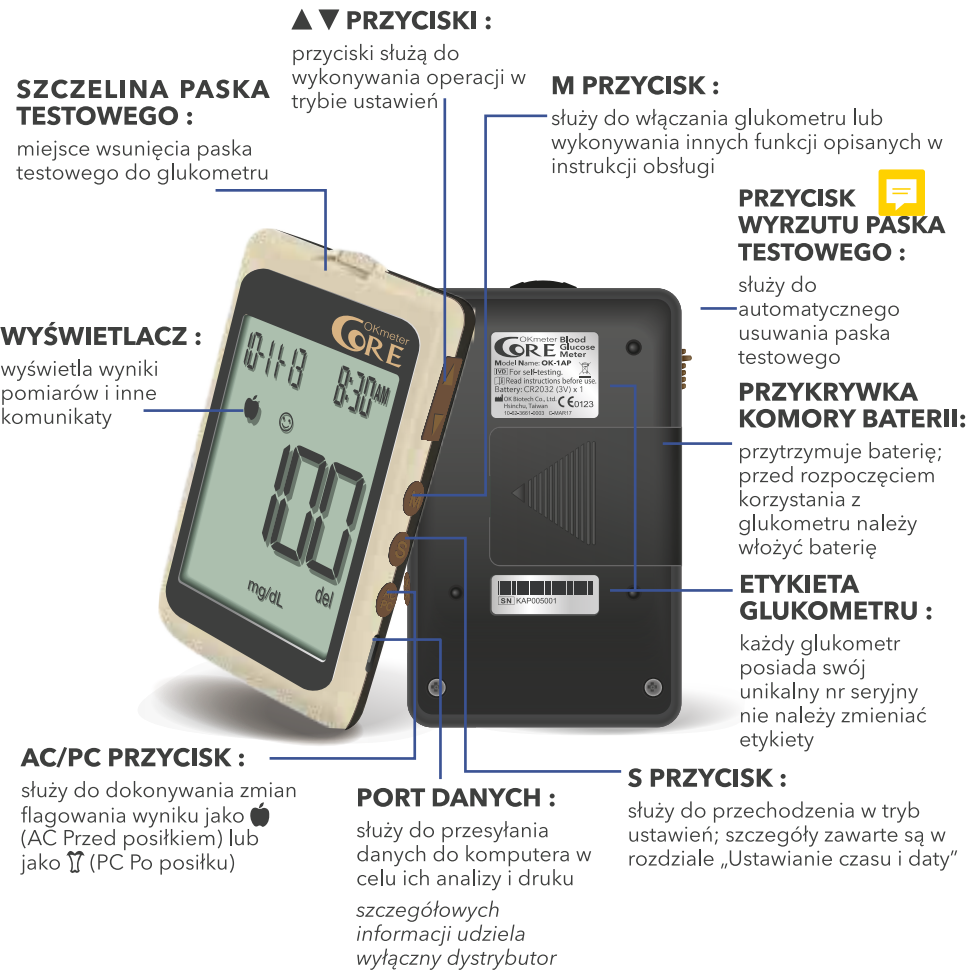 ▲ ▼ PRZYCISKI :
przyciski służą do
wykonywania operacji w
trybie ustawień
SZCZELINA PASKA
TESTOWEGO :
miejsce wsunięcia paska
testowego do glukometru
M PRZYCISK :
służy do włączania glukometru lub
wykonywania innych funkcji opisanych w
instrukcji obsługi
PRZYCISK
WYRZUTU PASKA
TESTOWEGO :
służy do
automatycznego
usuwania paska
testowego
WYŚWIETLACZ :
wyświetla wyniki
pomiarów i inne
komunikaty
OKmeter
CORE
8:30 AM
100
mg/dL
del
M
S
AC
PC
OKmeter
CORE
Blood
Glucose
Meter
Model Name: OK-1AP
IVD For self-testing.
Read instructions before use.
Battery: CR2032 (3V) x 1
OK Biotech Co., Ltd.
Hsinchu, Taiwan
CE0123
SN KAP005001
PRZYKRYWKA
KOMORY BATERII:
przytrzymuje baterię;
przed rozpoczęciem
korzystania z
glukometru należy
włożyć baterię
ETYKIETA
GLUKOMETRU :
każdy glukometr
posiada swój
unikalny nr seryjny
nie należy zmieniać
etykiety
AC/PC PRZYCISK :
służy do dokonywania zmian
flagowania wyniku jako
(AC Przed posiłkiem) lub
jako (PC Po posiłku)
PORT DANYCH :
służy do przesyłania
danych do komputera w
celu ich analizy i druku
szczegółowych
informacji udziela
wyłączny dystrybutor
S PRZYCISK :
służy do przechodzenia w tryb
ustawień; szczegóły zawarte są w
rozdziale „Ustawianie czasu i daty”